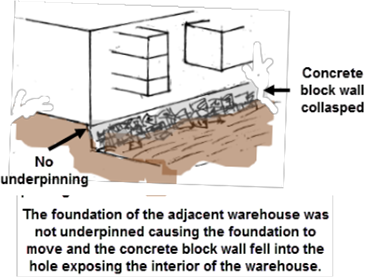 Concrete
block wall
collasped
No
underpinning
The foundation of the adjacent warehouse was
not underpinned causing the foundation to
move and the concrete block wall fell into the
hole exposing the interior of the warehouse.